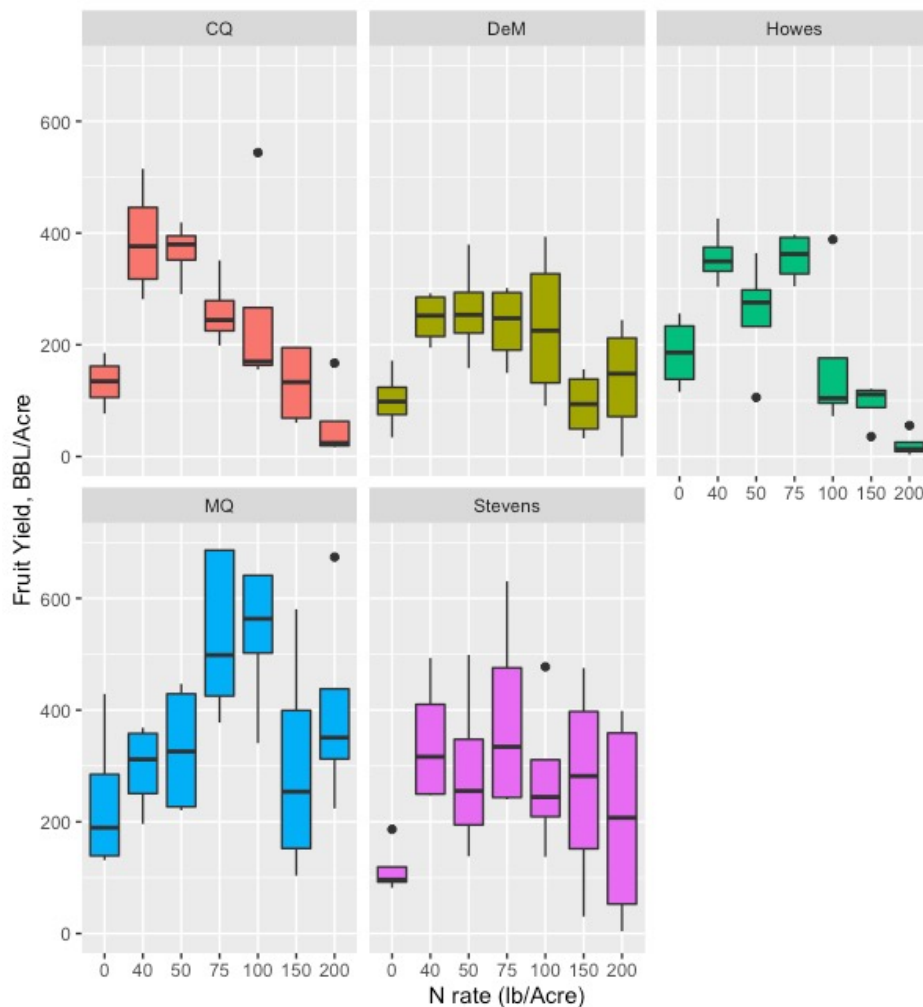 CQ DeM Howes
600
400
200
0
0 40 50 75 100 150 200
MQ Stevens
600
400
200
0
0 40 50 75 100 150 200 0 40 50 75 100 150 200
Fruit Yield, BBL/Acre
N rate (lb/Acre)